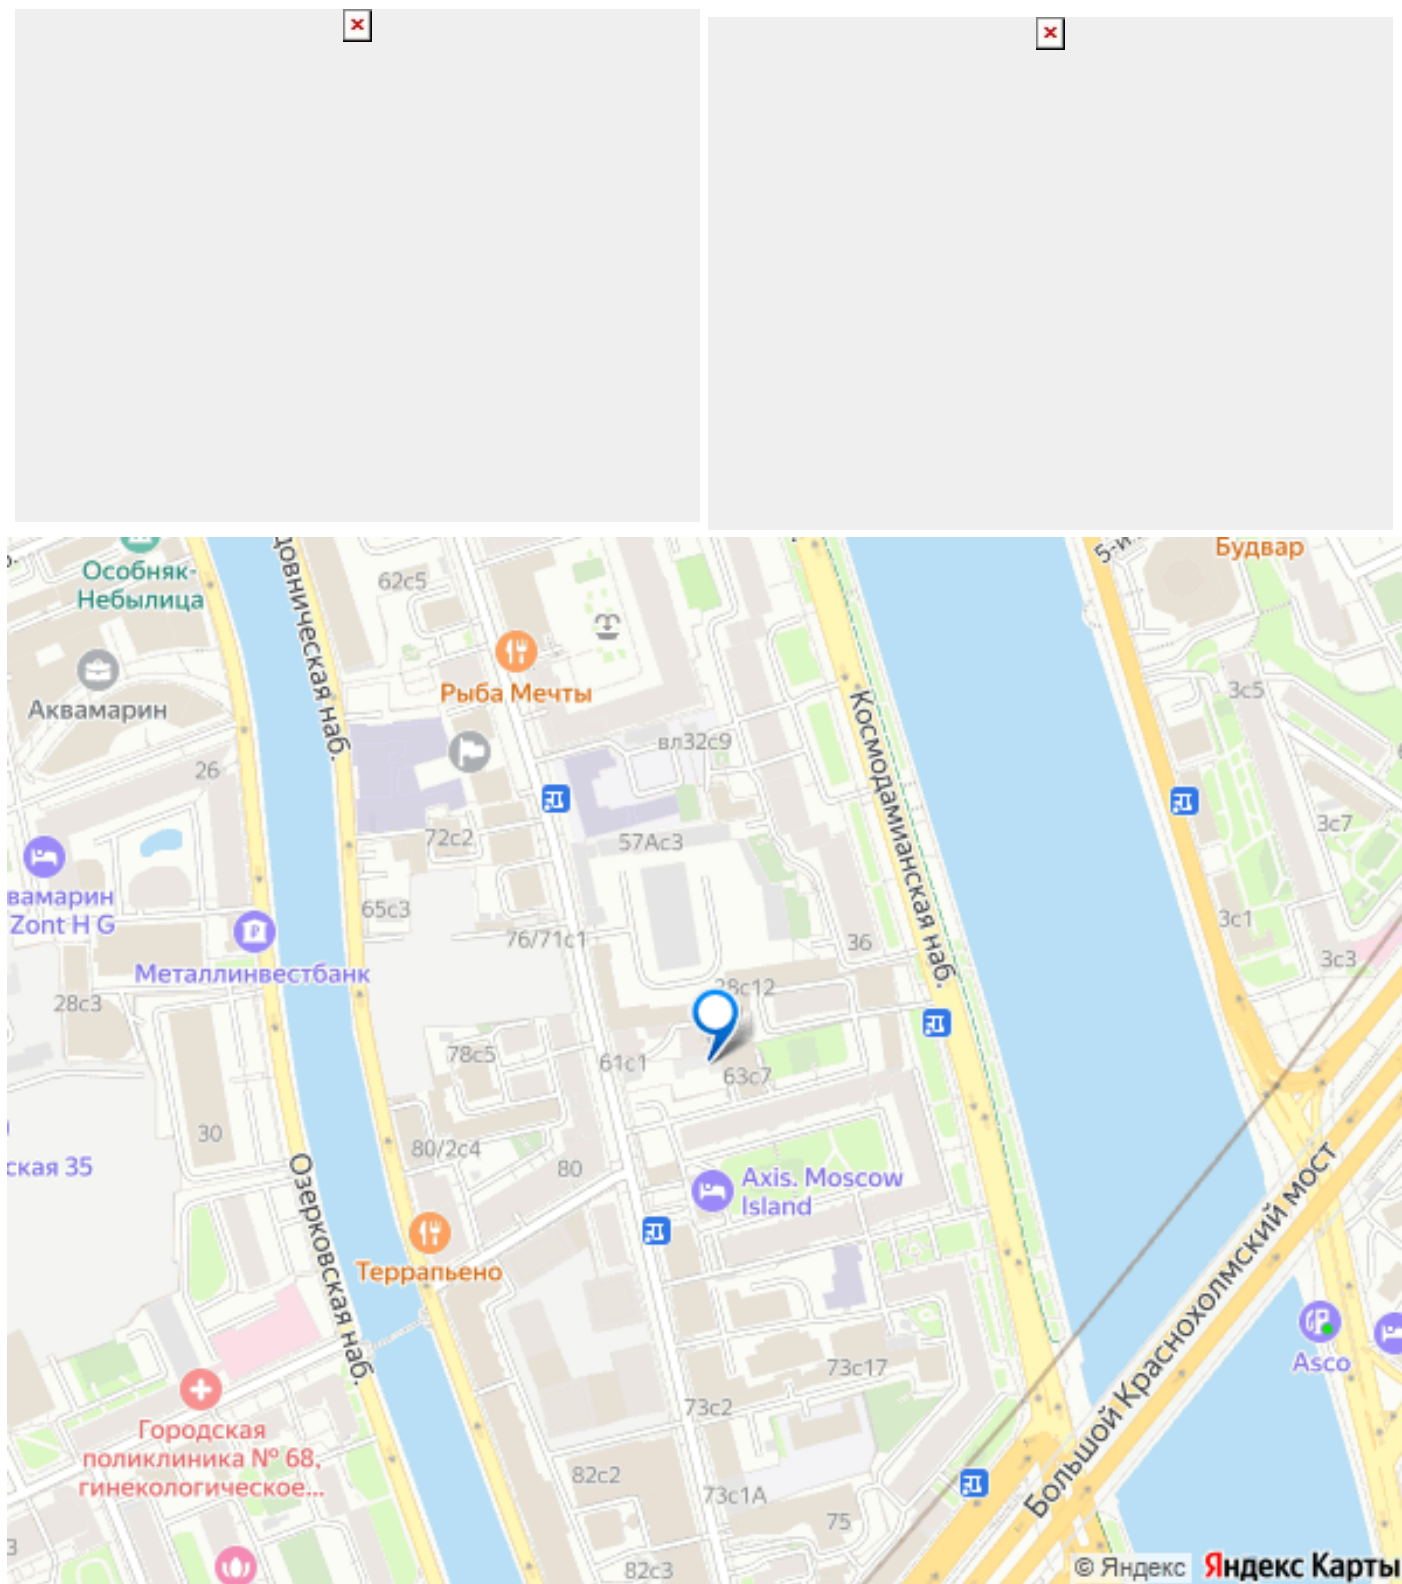 Особняк-
Небылица
довническая наб.
62с5
5-й
Будвар
Рыба Мечты
Аквамарин
3с5
вл32с9
Космодамианская наб.
26
72с2
57Ас3
3с7
вамарин
Zont H G
65с3
76/71с1
36
3с1
3с3
Металлинвестбанк
28с3
28с12
78с5
61с1
63с7
30
80/2с4
80
ская 35
Axis. Moscow
Island
Озерковская наб.
Террапьено
Большой Краснохолмский мост
Asco
73с17
73с2
Городская
поликлиника № 68,
гинекологическое...
82с2
73с1А
75
3
82с3
© Яндекс Яндекс Карты